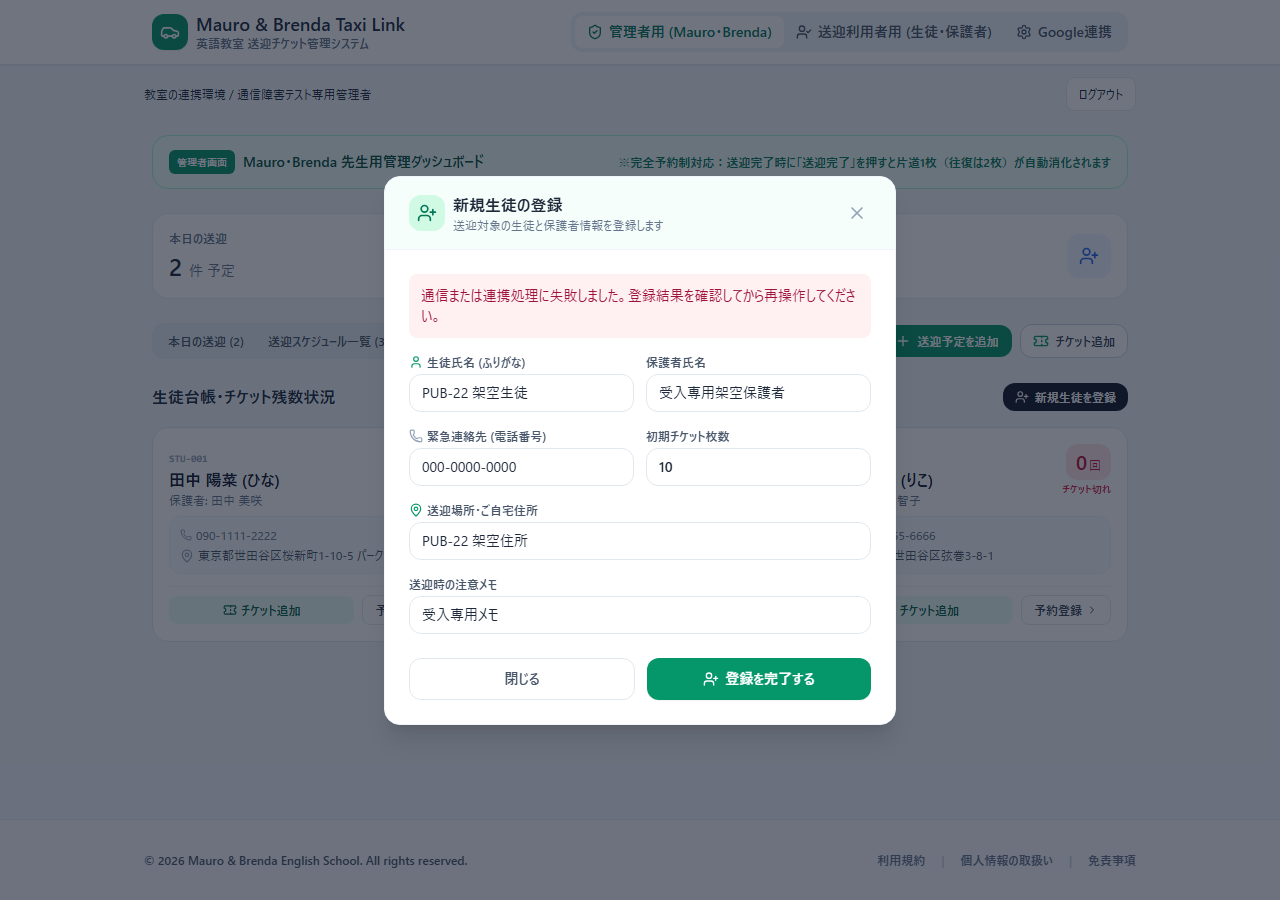 Mauro & Brenda Taxi Link
英語教室 送迎チケット管理システム
管理者用 (Mauro・Brenda)
送迎利用者用 (生徒・保護者)
Google連携
教室の連携環境 / 通信障害テスト専用管理者
ログアウト
管理者画面
Mauro・Brenda 先生用管理ダッシュボード
※完全予約制対応：送迎完了時に「送迎完了」を押すと片道1枚（往復は2枚）が自動消化されます
本日の送迎
2 件 予定
新規生徒の登録
送迎対象の生徒と保護者情報を登録します
通信または連携処理に失敗しました。登録結果を確認してから再操作してくださ
い。
本日の送迎 (2)
送迎スケジュール一覧 (3
送迎予定を追加
チケット追加
生徒氏名 (ふりがな)
保護者氏名
PUB-22 架空生徒
受入専用架空保護者
生徒台帳・チケット残数状況
新規生徒を登録
緊急連絡先 (電話番号)
初期チケット枚数
000-0000-0000
10
STU-001
田中 陽菜 (ひな)
保護者: 田中 美咲
090-1111-2222
東京都世田谷区桜新町1-10-5 パーク
チケット追加
予
送迎場所・ご自宅住所
PUB-22 架空住所
送迎時の注意メモ
受入専用メモ
閉じる
登録を完了する
(りこ)
智子
0回
チケット切れ
55-6666
世田谷区弦巻3-8-1
チケット追加
予約登録
© 2026 Mauro & Brenda English School. All rights reserved.
利用規約 | 個人情報の取扱い | 免責事項